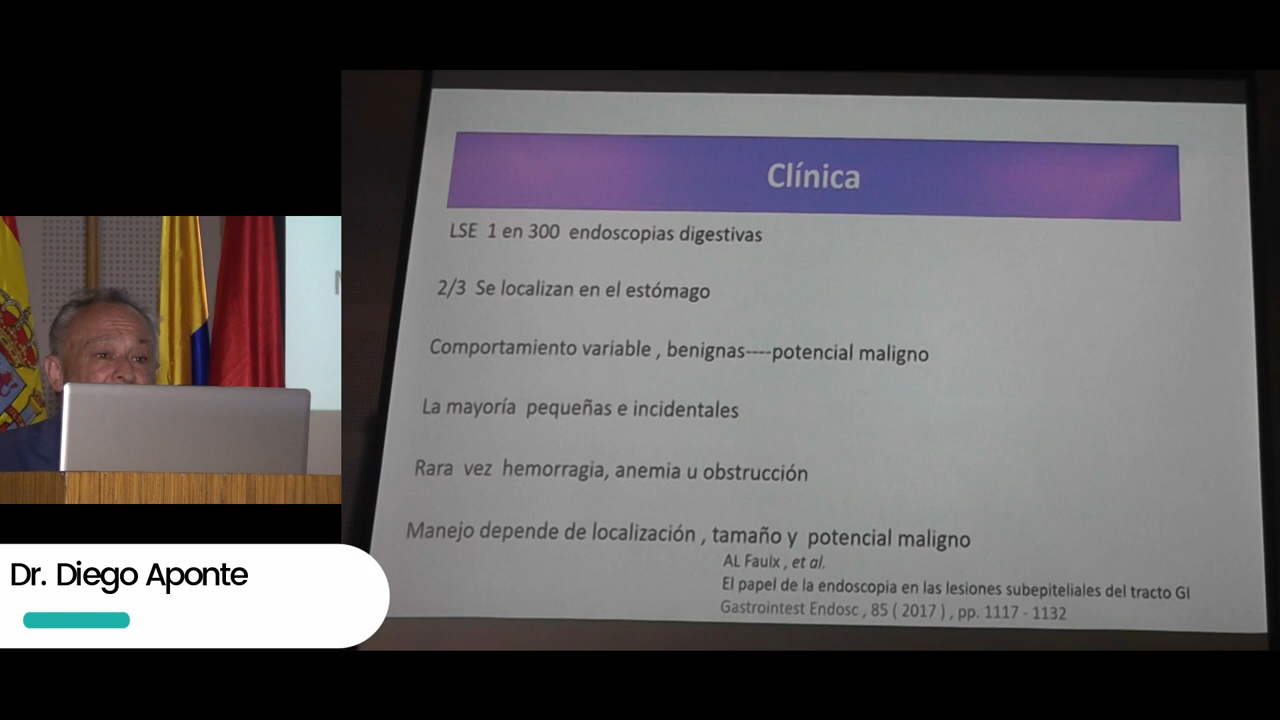 Clínica
LSE 1 en 300 endoscopias digestivas
2/3 Se localizan en el estómago
Comportamiento variable , benignas----potencial maligno
La mayoría pequeñas e incidentales
Rara vez hemorragia, anemia u obstrucción
Manejo depende de localización , tamaño y potencial maligno
AL Faulx , et al.
El papel de la endoscopia en las lesiones subepiteliales del tracto GI
Gastrointest Endosc , 85 ( 2017 ) , pp. 1117 - 1132
Dr. Diego Aponte